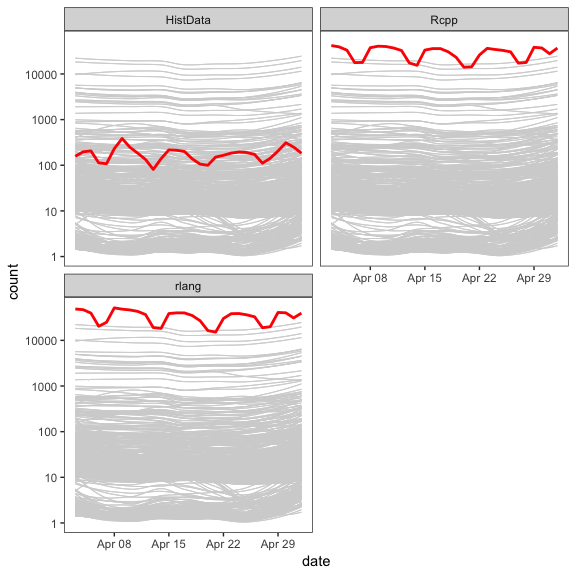 HistData
Rcpp
10000
1000
100
10
1
Apr 08 Apr 15 Apr 22 Apr 29
count
rlang
10000
1000
100
10
1
Apr 08 Apr 15 Apr 22 Apr 29
date